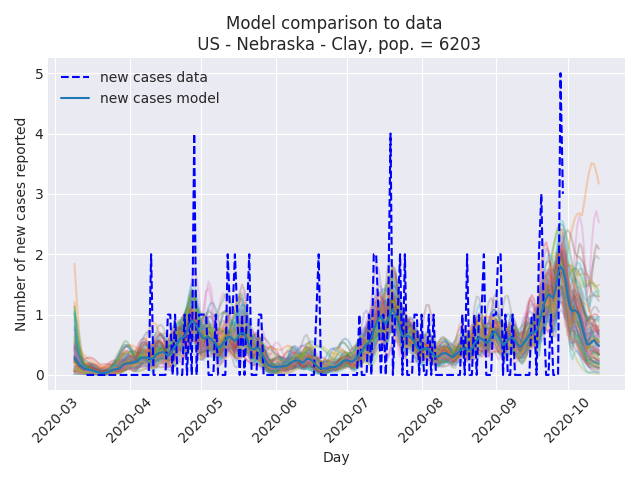 Model comparison to data
US - Nebraska - Clay, pop. = 6203
new cases data
new cases model
Number of new cases reported
5
4
3
2
1
0
2020-03
2020-04
2020-05
2020-06
2020-07
2020-08
2020-09
2020-10
Day